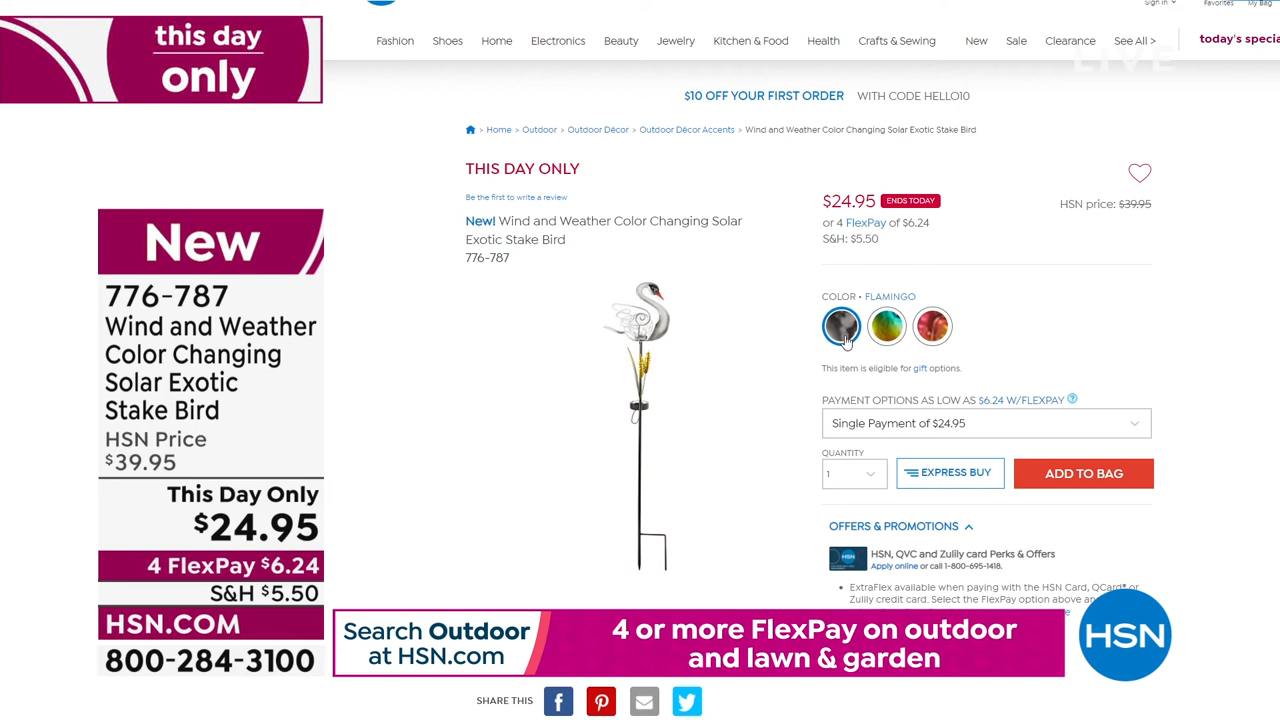 this day
only
Sign In
Favorites
My Bag
Fashion
Shoes
Home
Electronics
Beauty
Jewelry
Kitchen & Food
Health
Crafts & Sewing
New
Sale
Clearance
See All >
today's specia
LIVE
$10 OFF YOUR FIRST ORDER WITH CODE HELLO10
> Home > Outdoor > Outdoor Décor > Outdoor Décor Accents > Wind and Weather Color Changing Solar Exotic Stake Bird
THIS DAY ONLY
Be the first to write a review
New! Wind and Weather Color Changing Solar
Exotic Stake Bird
776-787
$24.95 ENDS TODAY
HSN price: $39.95
or 4 FlexPay of $6.24
S&H: $5.50
COLOR • FLAMINGO
This item is eligible for gift options.
PAYMENT OPTIONS AS LOW AS $6.24 W/FLEXPAY ?
Single Payment of $24.95
QUANTITY
1
EXPRESS BUY
ADD TO BAG
OFFERS & PROMOTIONS
HSN
HSN, QVC and Zulily card Perks & Offers
Apply online or call 1-800-695-1418.
• ExtraFlex available when paying with the HSN Card, QCard® or
Zulily credit card. Select the FlexPay option above an
New
776-787
Wind and Weather
Color Changing
Solar Exotic
Stake Bird
HSN Price
$39.95
This Day Only
$24.95
4 FlexPay $6.24
S&H $5.50
HSN.COM
800-284-3100
Search Outdoor
at HSN.com
4 or more FlexPay on outdoor
and lawn & garden
HSN
SHARE THIS